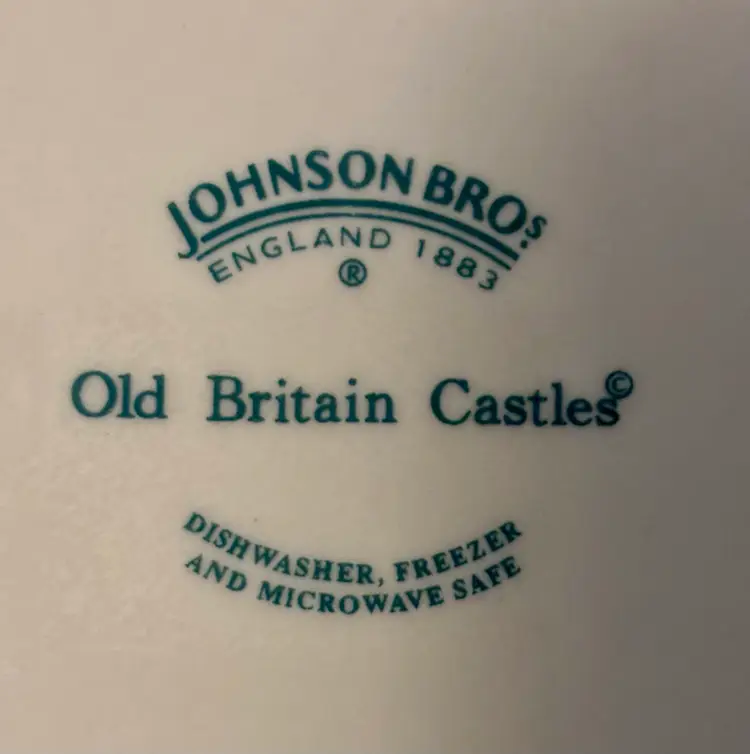 JOHNSON BROS.
ENGLAND 1883
®
Old Britain Castles©
DISHWASHER, FREEZER
AND MICROWAVE SAFE